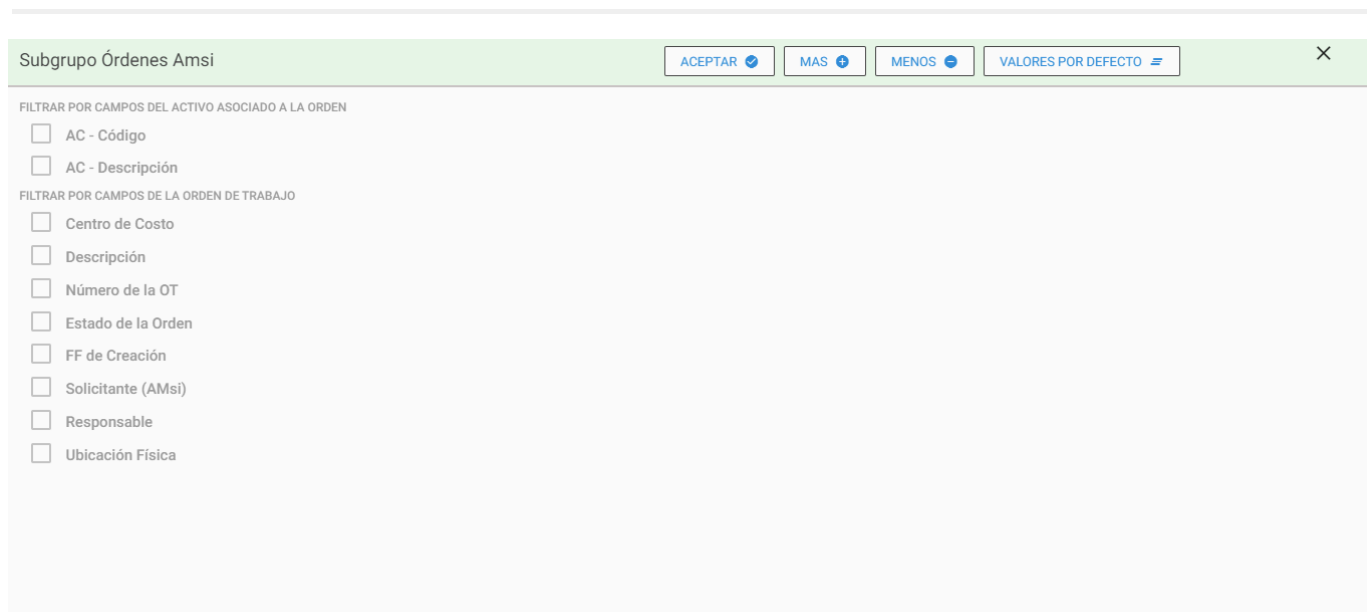 Subgrupo Órdenes Amsi
ACEPTAR MAS MENOS VALORES POR DEFECTO
FILTRAR POR CAMPOS DEL ACTIVO ASOCIADO A LA ORDEN
AC - Código
AC - Descripción
FILTRAR POR CAMPOS DE LA ORDEN DE TRABAJO
Centro de Costo
Descripción
Número de la OT
Estado de la Orden
FF de Creación
Solicitante (AMsi)
Responsable
Ubicación Física